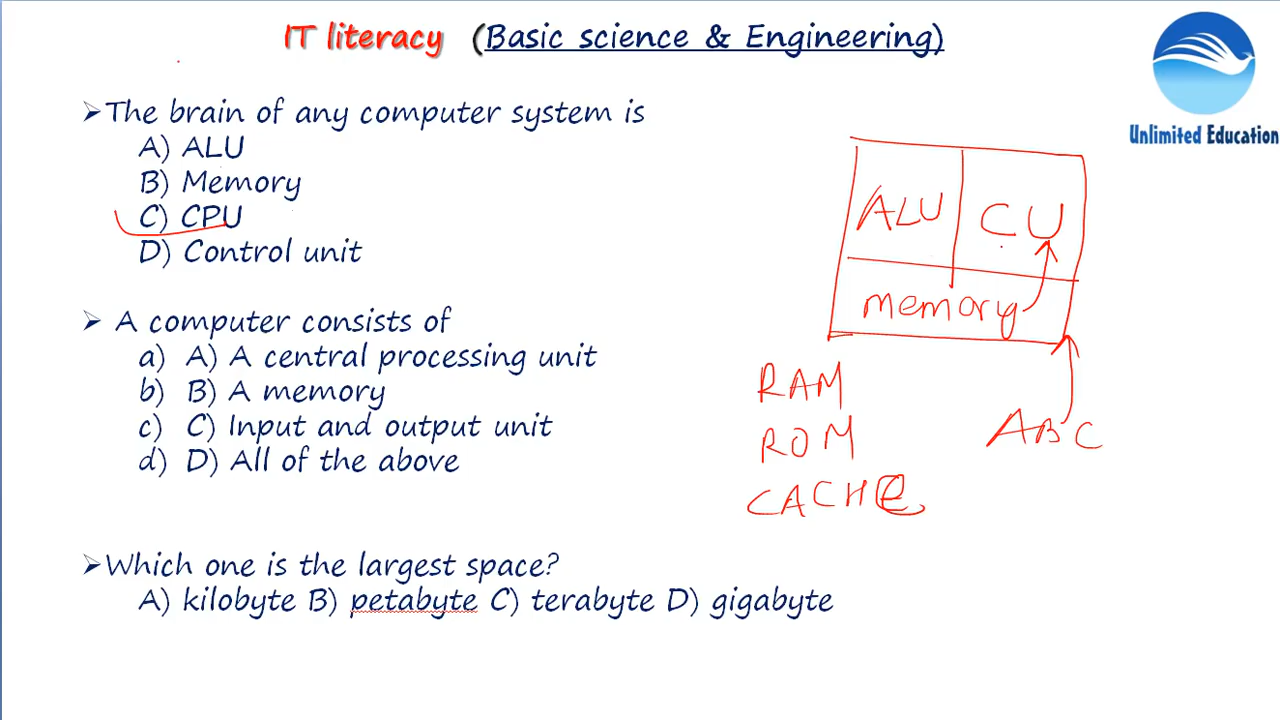 IT literacy (Basic science & Engineering)
Unlimited Education
➢The brain of any computer system is
A) ALU
B) Memory
C) CPU
D) Control unit
➢ A computer consists of
a) A) A central processing unit
b) B) A memory
c) C) Input and output unit
d) D) All of the above
➢Which one is the largest space?
A) kilobyte B) petabyte C) terabyte D) gigabyte
ALU CU
memory
RAM
ROM
CACHE
ABC